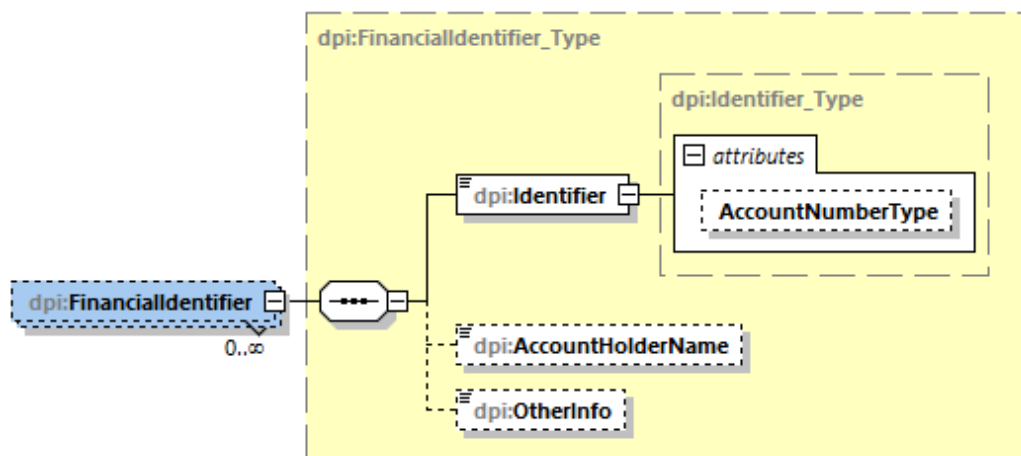 dpi:FinancialIdentifier_Type
dpi:Identifier_Type
attributes
dpi:Identifier
AccountNumberType
dpi:FinancialIdentifier
0..∞
dpi:AccountHolderName
dpi:OtherInfo